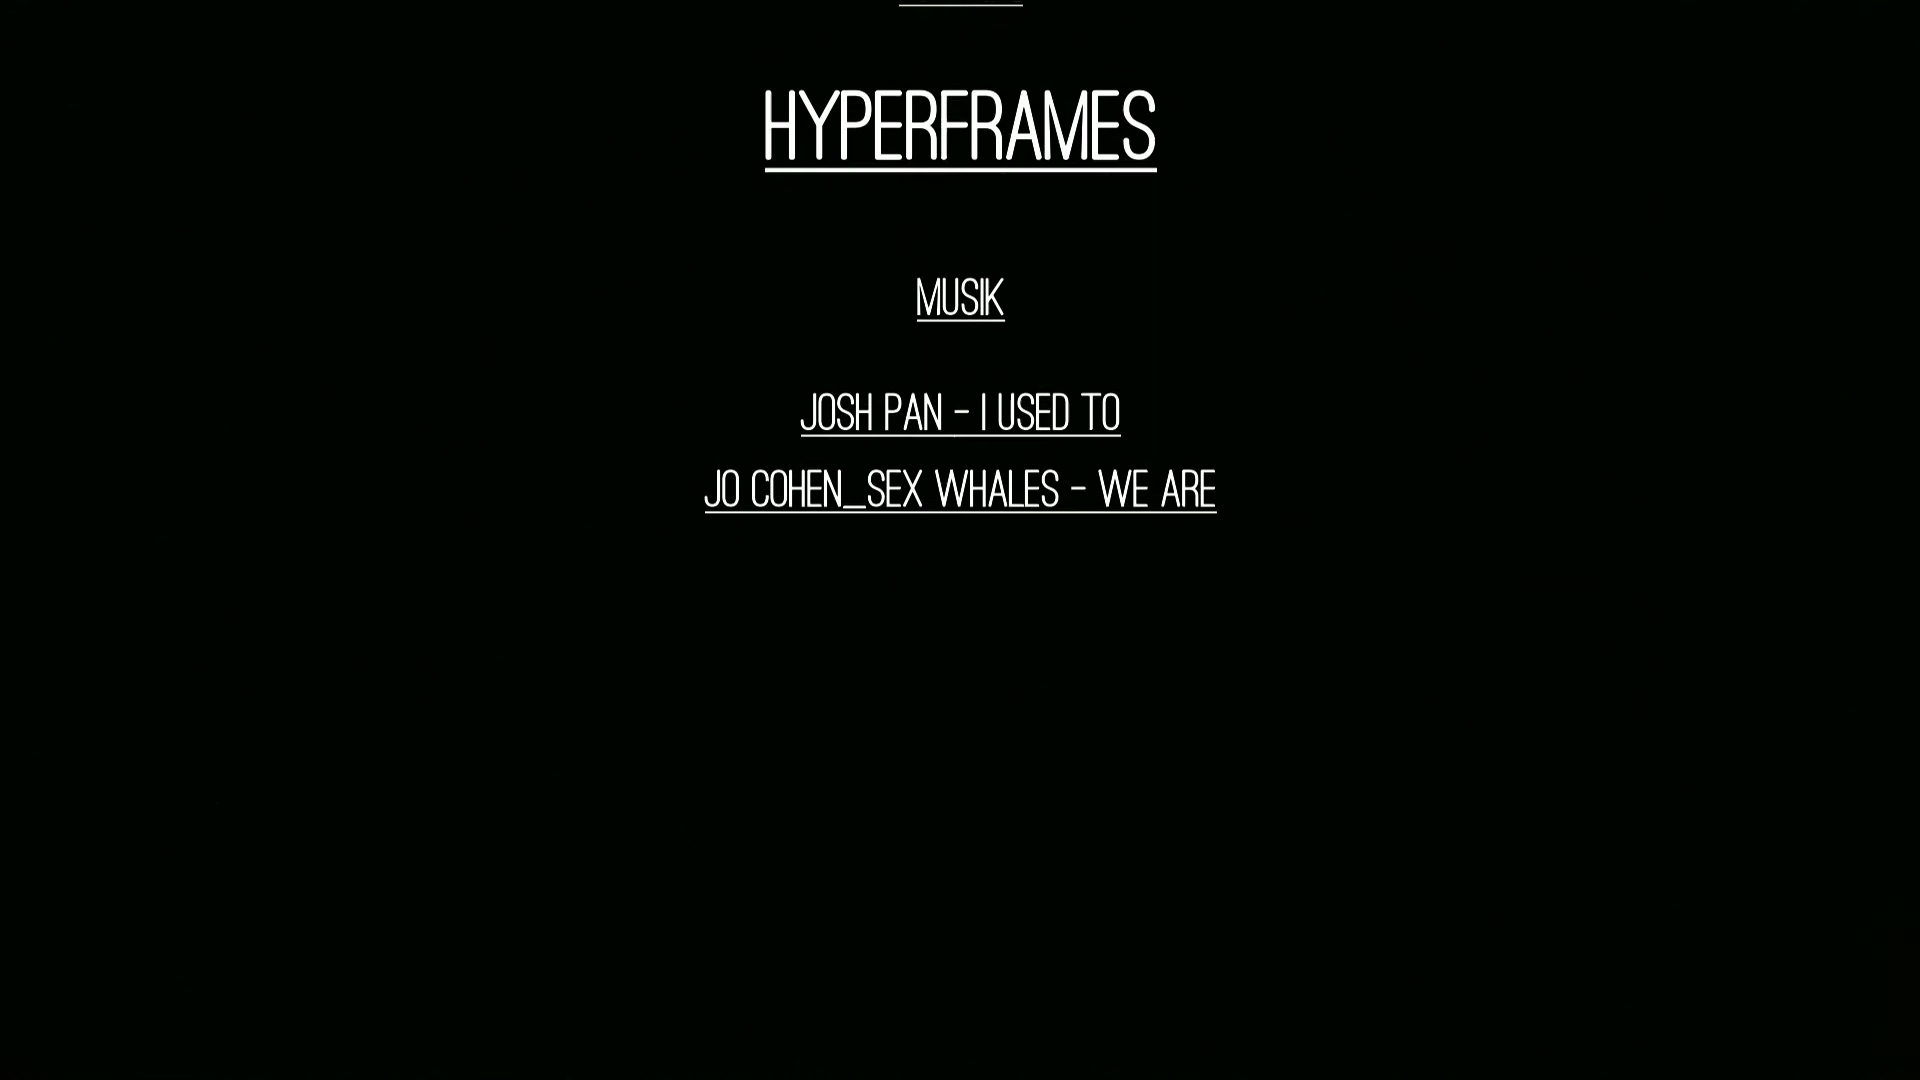 HYPERFRAMES
MUSIK
JOSH PAN - I USED TO
JO COHEN_SEX WHALES - WE ARE